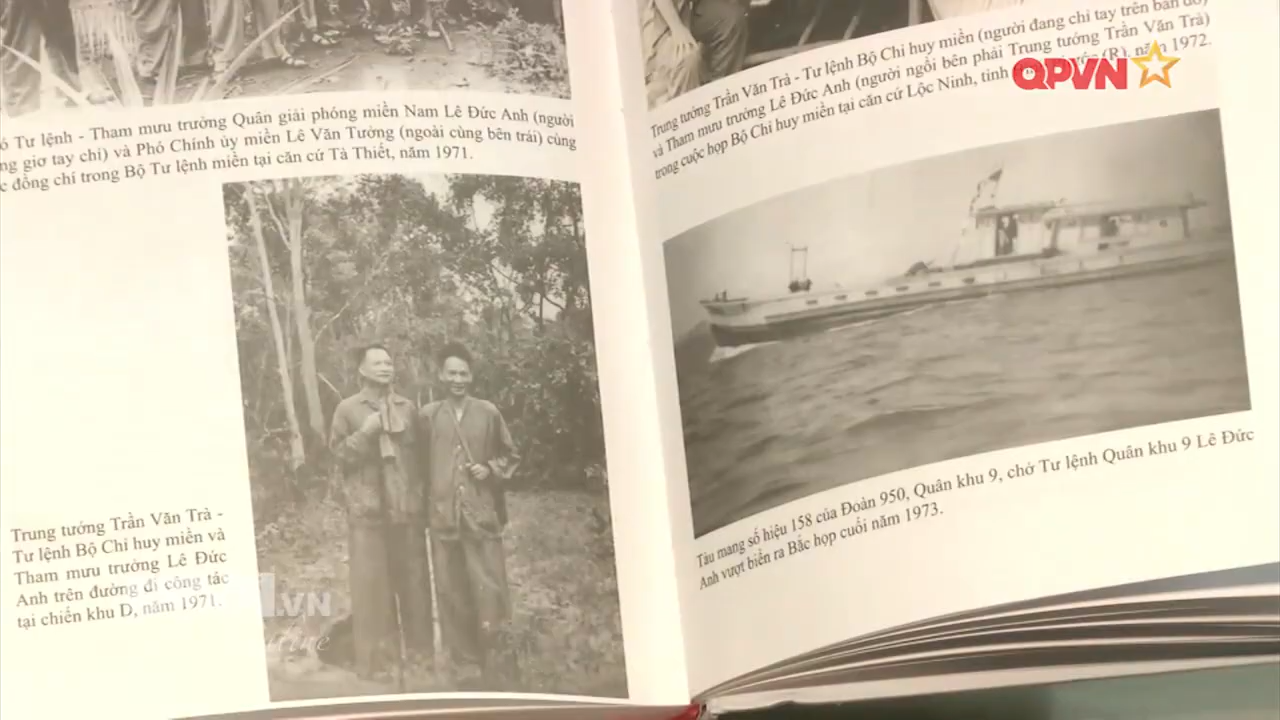 ó Tư lệnh - Tham mưu trưởng Quân giải phóng miền Nam Lê Đức Anh (người
ng giơ tay chỉ) và Phó Chính ủy miền Lê Văn Tưởng (ngoài cùng bên trái) cùng
c đồng chí trong Bộ Tư lệnh miền tại căn cứ Tà Thiết, năm 1971.
Trung tướng Trần Văn Trà -
Tư lệnh Bộ Chỉ huy miền và
Tham mưu trưởng Lê Đức
Anh trên đường đi công tác
tại chiến khu D, năm 1971.
Trung tướng Trần Văn Trà - Tư lệnh Bộ Chỉ huy miền (người đang chỉ tay trên bản đồ)
và Tham mưu trưởng Lê Đức Anh (người ngồi bên phải Trung tướng Trần Văn Trà)
trong cuộc họp Bộ Chỉ huy miền tại căn cứ Lộc Ninh, tỉnh (R), năm 1972.
Tàu mang số hiệu 158 của Đoàn 950, Quân khu 9, chở Tư lệnh Quân khu 9 Lê Đức
Anh vượt biển ra Bắc họp cuối năm 1973.
QPVN
.VN